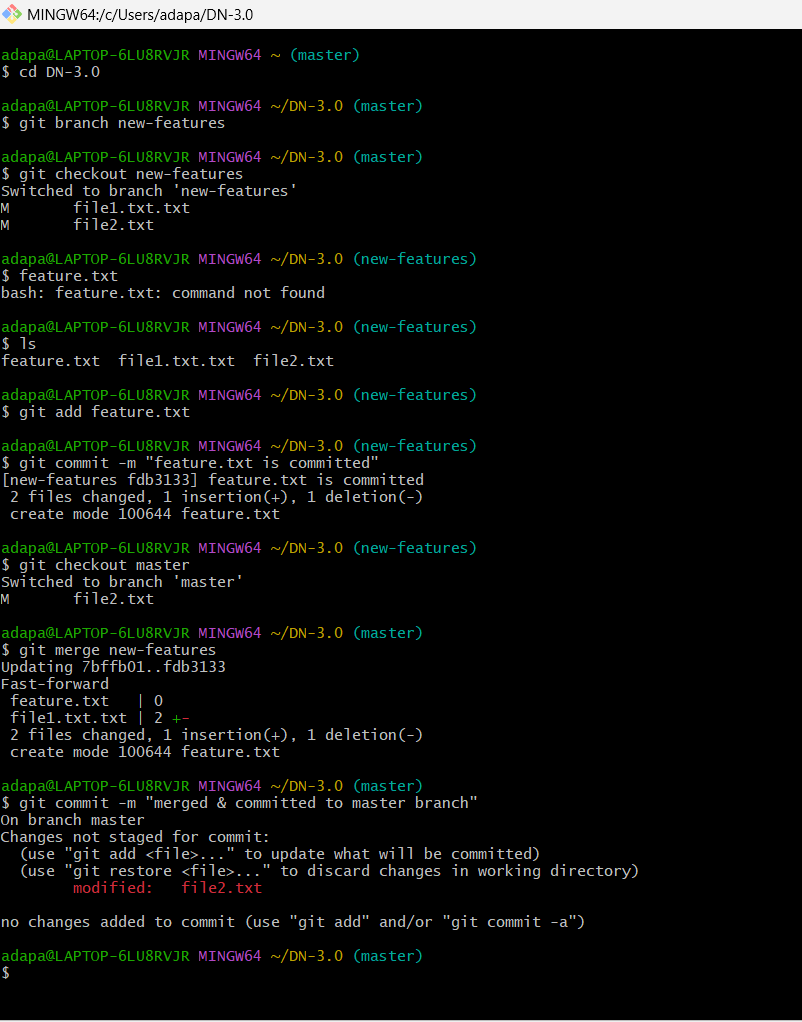 MINGW64:/c/Users/adapa/DN-3.0
adapa@LAPTOP-6LU8RVJR MINGW64 ~ (master)
$ cd DN-3.0
adapa@LAPTOP-6LU8RVJR MINGW64 ~/DN-3.0 (master)
$ git branch new-features
adapa@LAPTOP-6LU8RVJR MINGW64 ~/DN-3.0 (master)
$ git checkout new-features
Switched to branch 'new-features'
M       file1.txt.txt
M       file2.txt
adapa@LAPTOP-6LU8RVJR MINGW64 ~/DN-3.0 (new-features)
$ feature.txt
bash: feature.txt: command not found
adapa@LAPTOP-6LU8RVJR MINGW64 ~/DN-3.0 (new-features)
$ ls
feature.txt  file1.txt.txt  file2.txt
adapa@LAPTOP-6LU8RVJR MINGW64 ~/DN-3.0 (new-features)
$ git add feature.txt
adapa@LAPTOP-6LU8RVJR MINGW64 ~/DN-3.0 (new-features)
$ git commit -m "feature.txt is committed"
[new-features fdb3133] feature.txt is committed
 2 files changed, 1 insertion(+), 1 deletion(-)
 create mode 100644 feature.txt
adapa@LAPTOP-6LU8RVJR MINGW64 ~/DN-3.0 (new-features)
$ git checkout master
Switched to branch 'master'
M       file2.txt
adapa@LAPTOP-6LU8RVJR MINGW64 ~/DN-3.0 (master)
$ git merge new-features
Updating 7bffb01..fdb3133
Fast-forward
 feature.txt   | 0
 file1.txt.txt | 2 +-
 2 files changed, 1 insertion(+), 1 deletion(-)
 create mode 100644 feature.txt
adapa@LAPTOP-6LU8RVJR MINGW64 ~/DN-3.0 (master)
$ git commit -m "merged & committed to master branch"
On branch master
Changes not staged for commit:
  (use "git add <file>..." to update what will be committed)
  (use "git restore <file>..." to discard changes in working directory)
        modified:   file2.txt
no changes added to commit (use "git add" and/or "git commit -a")
adapa@LAPTOP-6LU8RVJR MINGW64 ~/DN-3.0 (master)
$